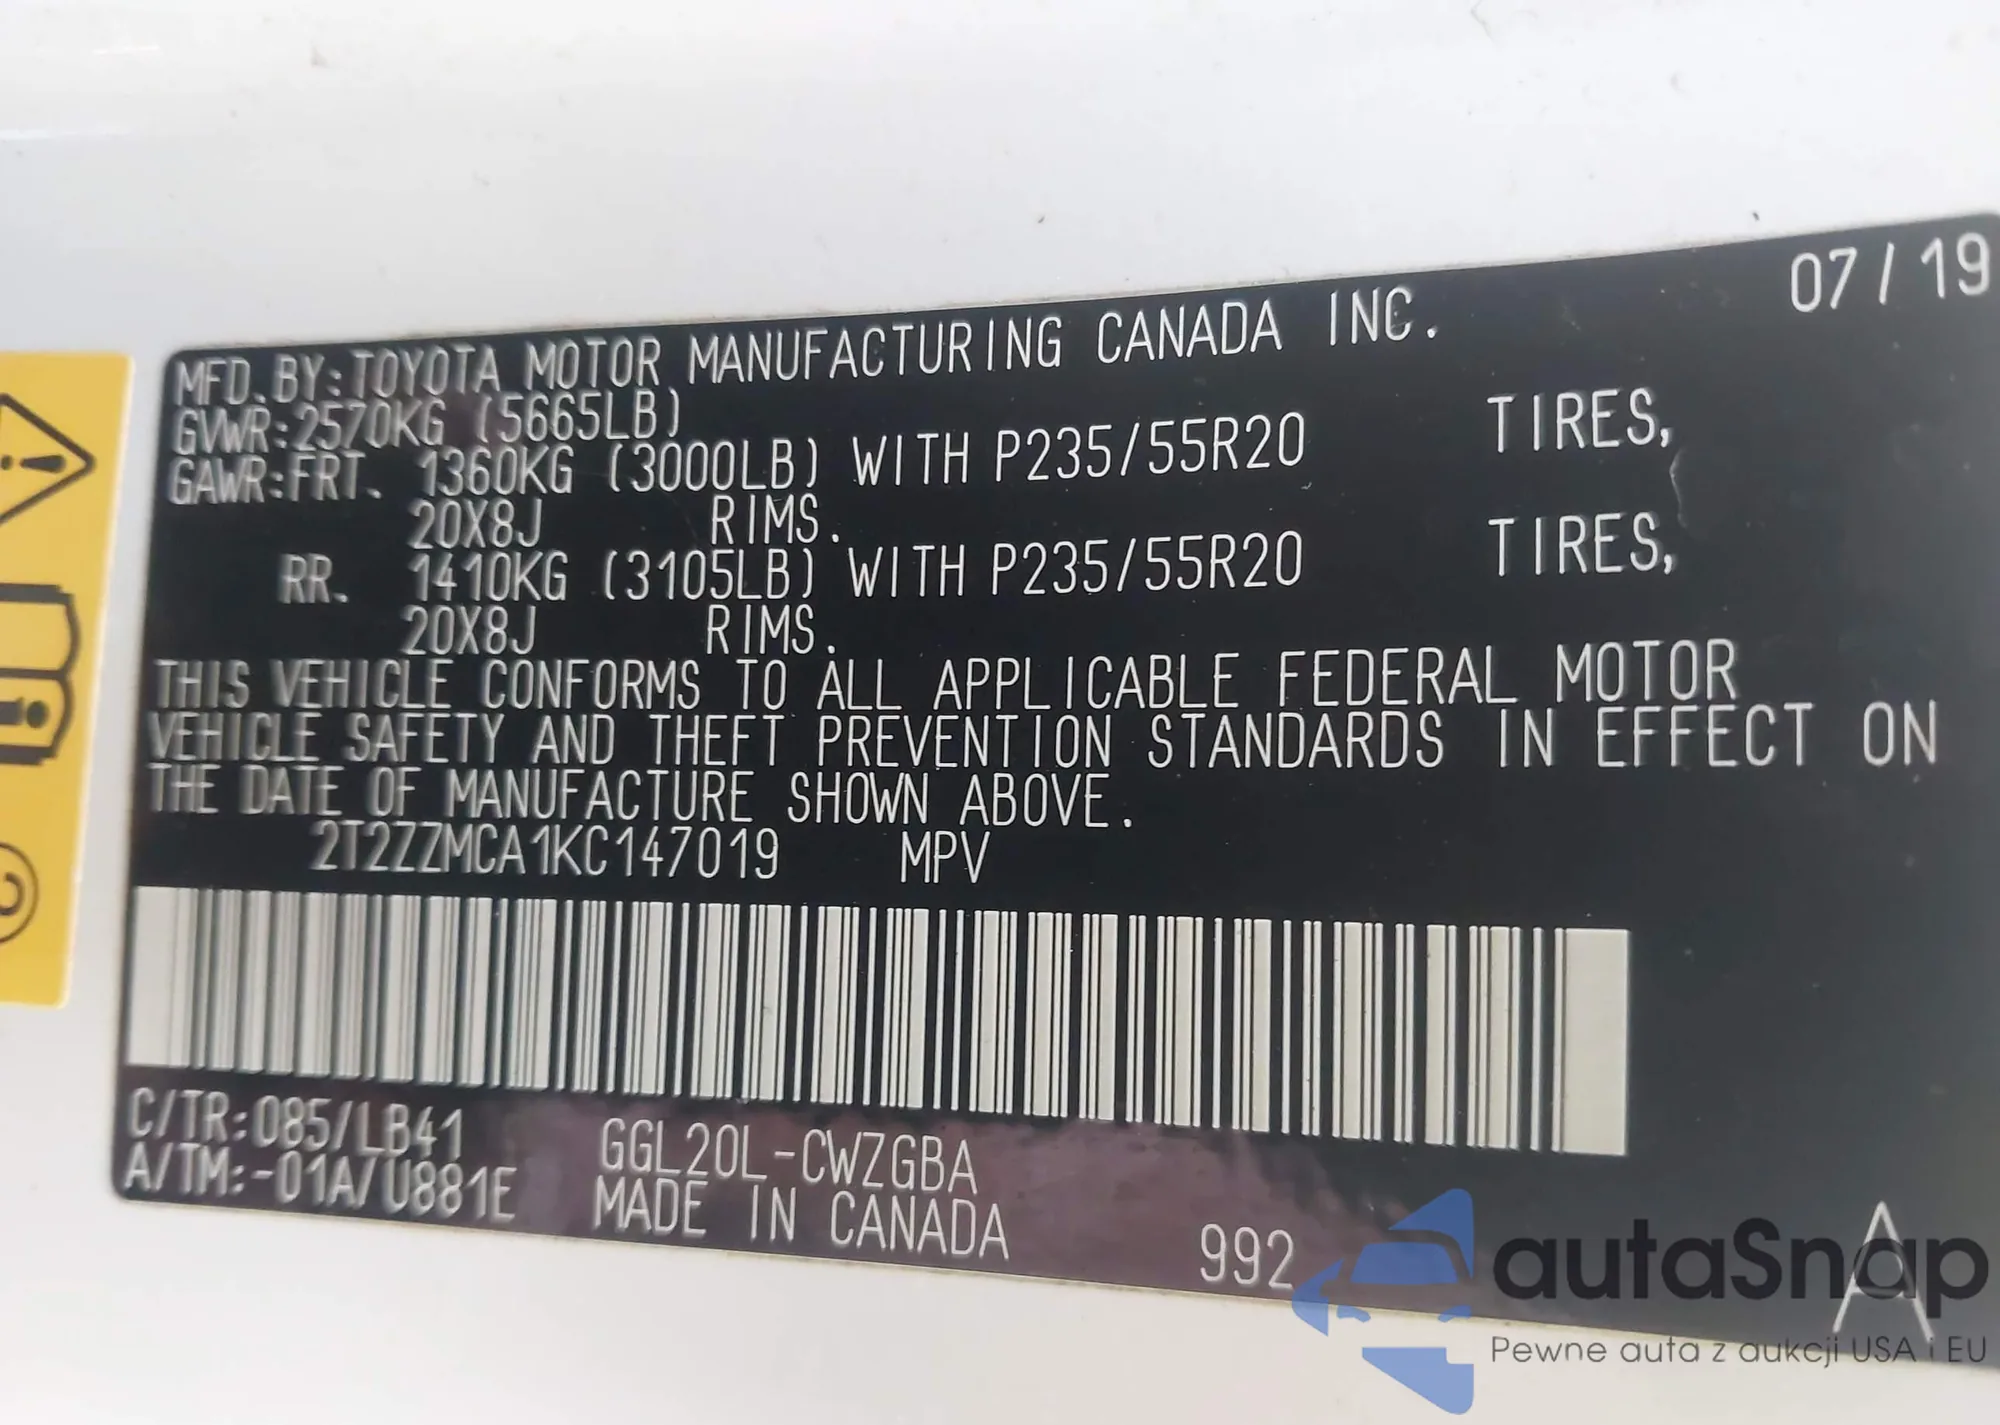 07/19
MFD. BY: TOYOTA MOTOR MANUFACTURING CANADA INC.
GVWR: 2570KG (5665LB)
GAWR: FRT. 1360KG (3000LB) WITH P235/55R20 TIRES,
20X8J RIMS.
RR. 1410KG (3105LB) WITH P235/55R20 TIRES,
20X8J RIMS.
THIS VEHICLE CONFORMS TO ALL APPLICABLE FEDERAL MOTOR
VEHICLE SAFETY AND THEFT PREVENTION STANDARDS IN EFFECT ON
THE DATE OF MANUFACTURE SHOWN ABOVE.
2T2ZZMCA1KC147019 MPV
C/TR: 085/LB41 GGL20L-CWZGBA
A/TM: -01A/U881E MADE IN CANADA 992 A
autaSnap
Pewne auta z aukcji USA i EU